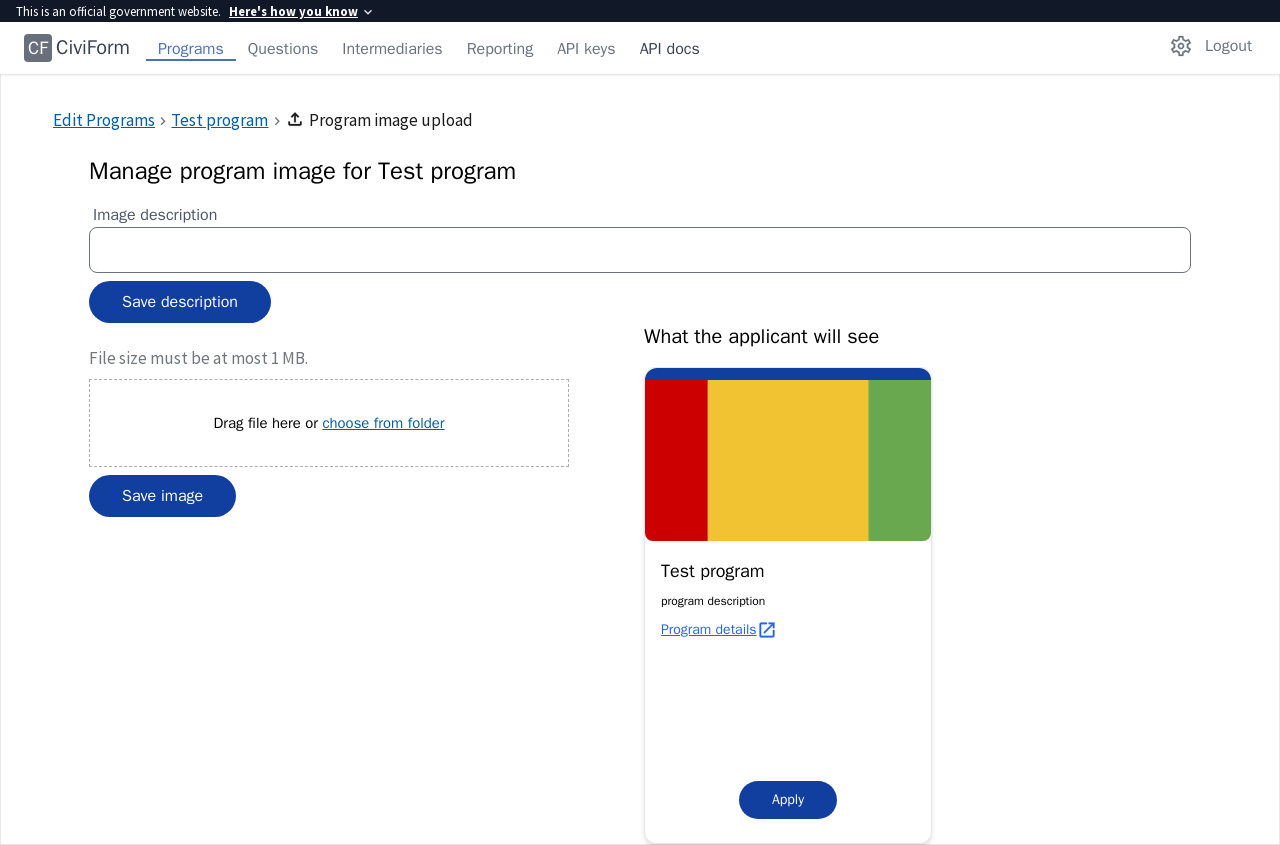 This is an official government website. Here's how you know
CF CiviForm Programs Questions Intermediaries Reporting API keys API docs Logout
Edit Programs > Test program > Program image upload
Manage program image for Test program
Image description
Save description
What the applicant will see
File size must be at most 1 MB.
Drag file here or choose from folder
Save image
Test program
program description
Program details
Apply